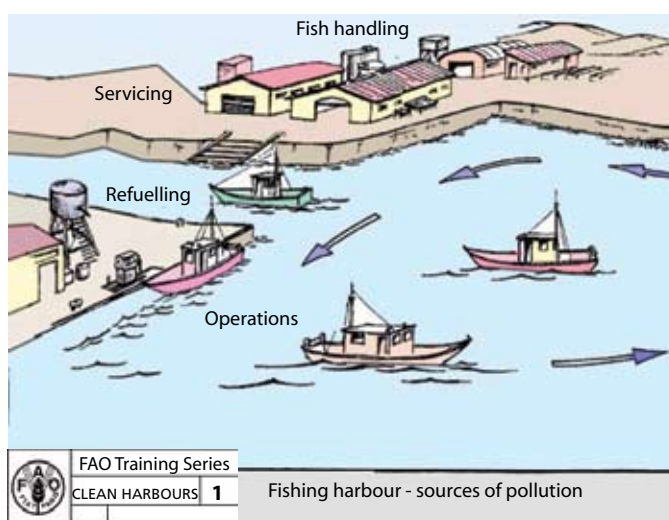 Fish handling
Servicing
Refuelling
Operations
FAO Training Series
CLEAN HARBOURS 1
Fishing harbour - sources of pollution